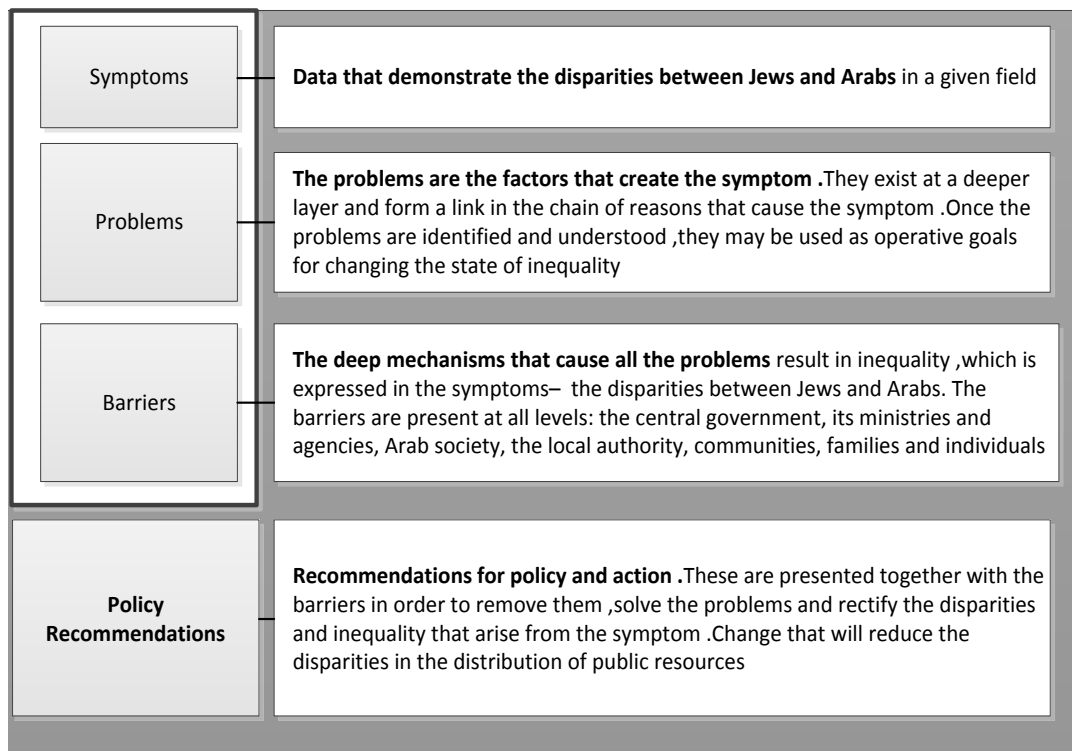 Symptoms
Data that demonstrate the disparities between Jews and Arabs in a given field
Problems
The problems are the factors that create the symptom .They exist at a deeper
layer and form a link in the chain of reasons that cause the symptom .Once the
problems are identified and understood ,they may be used as operative goals
for changing the state of inequality
Barriers
The deep mechanisms that cause all the problems result in inequality ,which is
expressed in the symptoms– the disparities between Jews and Arabs. The
barriers are present at all levels: the central government, its ministries and
agencies, Arab society, the local authority, communities, families and individuals
Policy
Recommendations
Recommendations for policy and action .These are presented together with the
barriers in order to remove them ,solve the problems and rectify the disparities
and inequality that arise from the symptom .Change that will reduce the
disparities in the distribution of public resources